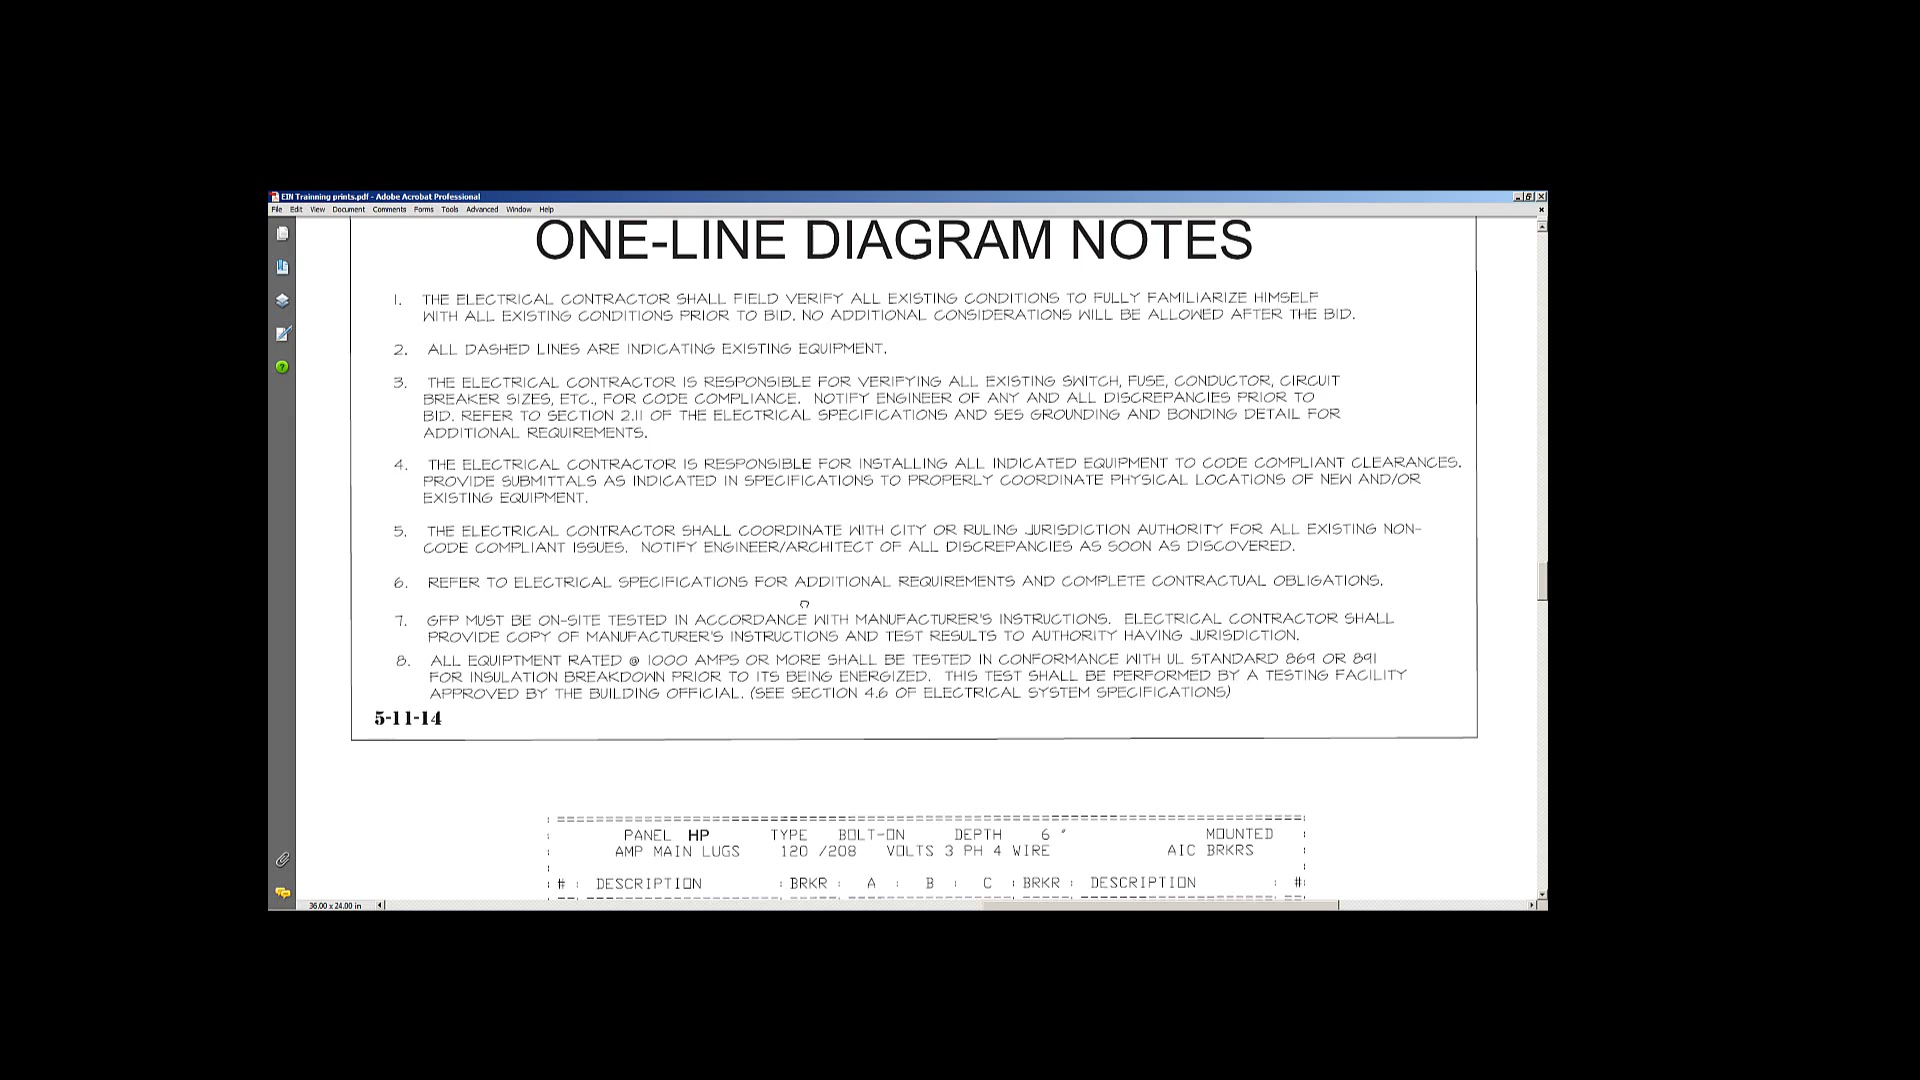 EIN Trainning prints.pdf - Adobe Acrobat Professional
File Edit View Document Comments Forms Tools Advanced Window Help
ONE-LINE DIAGRAM NOTES
1. THE ELECTRICAL CONTRACTOR SHALL FIELD VERIFY ALL EXISTING CONDITIONS TO FULLY FAMILIARIZE HIMSELF
WITH ALL EXISTING CONDITIONS PRIOR TO BID. NO ADDITIONAL CONSIDERATIONS WILL BE ALLOWED AFTER THE BID.
2. ALL DASHED LINES ARE INDICATING EXISTING EQUIPMENT.
3. THE ELECTRICAL CONTRACTOR IS RESPONSIBLE FOR VERIFYING ALL EXISTING SWITCH, FUSE, CONDUCTOR, CIRCUIT
BREAKER SIZES, ETC., FOR CODE COMPLIANCE. NOTIFY ENGINEER OF ANY AND ALL DISCREPANCIES PRIOR TO
BID. REFER TO SECTION 2.11 OF THE ELECTRICAL SPECIFICATIONS AND SES GROUNDING AND BONDING DETAIL FOR
ADDITIONAL REQUIREMENTS.
4. THE ELECTRICAL CONTRACTOR IS RESPONSIBLE FOR INSTALLING ALL INDICATED EQUIPMENT TO CODE COMPLIANT CLEARANCES.
PROVIDE SUBMITTALS AS INDICATED IN SPECIFICATIONS TO PROPERLY COORDINATE PHYSICAL LOCATIONS OF NEW AND/OR
EXISTING EQUIPMENT.
5. THE ELECTRICAL CONTRACTOR SHALL COORDINATE WITH CITY OR RULING JURISDICTION AUTHORITY FOR ALL EXISTING NON-
CODE COMPLIANT ISSUES. NOTIFY ENGINEER/ARCHITECT OF ALL DISCREPANCIES AS SOON AS DISCOVERED.
6. REFER TO ELECTRICAL SPECIFICATIONS FOR ADDITIONAL REQUIREMENTS AND COMPLETE CONTRACTUAL OBLIGATIONS.
7. GFP MUST BE ON-SITE TESTED IN ACCORDANCE WITH MANUFACTURER'S INSTRUCTIONS. ELECTRICAL CONTRACTOR SHALL
PROVIDE COPY OF MANUFACTURER'S INSTRUCTIONS AND TEST RESULTS TO AUTHORITY HAVING JURISDICTION.
8. ALL EQUIPTMENT RATED @ 1000 AMPS OR MORE SHALL BE TESTED IN CONFORMANCE WITH UL STANDARD 869 OR 891
FOR INSULATION BREAKDOWN PRIOR TO ITS BEING ENERGIZED. THIS TEST SHALL BE PERFORMED BY A TESTING FACILITY
APPROVED BY THE BUILDING OFFICIAL. (SEE SECTION 4.6 OF ELECTRICAL SYSTEM SPECIFICATIONS)
5-11-14
PANEL HP TYPE BOLT-ON DEPTH 6 " MOUNTED
AMP MAIN LUGS 120 /208 VOLTS 3 PH 4 WIRE AIC BRKRS
# : DESCRIPTION : BRKR : A : B : C : BRKR : DESCRIPTION : #
36.00 x 24.00 in